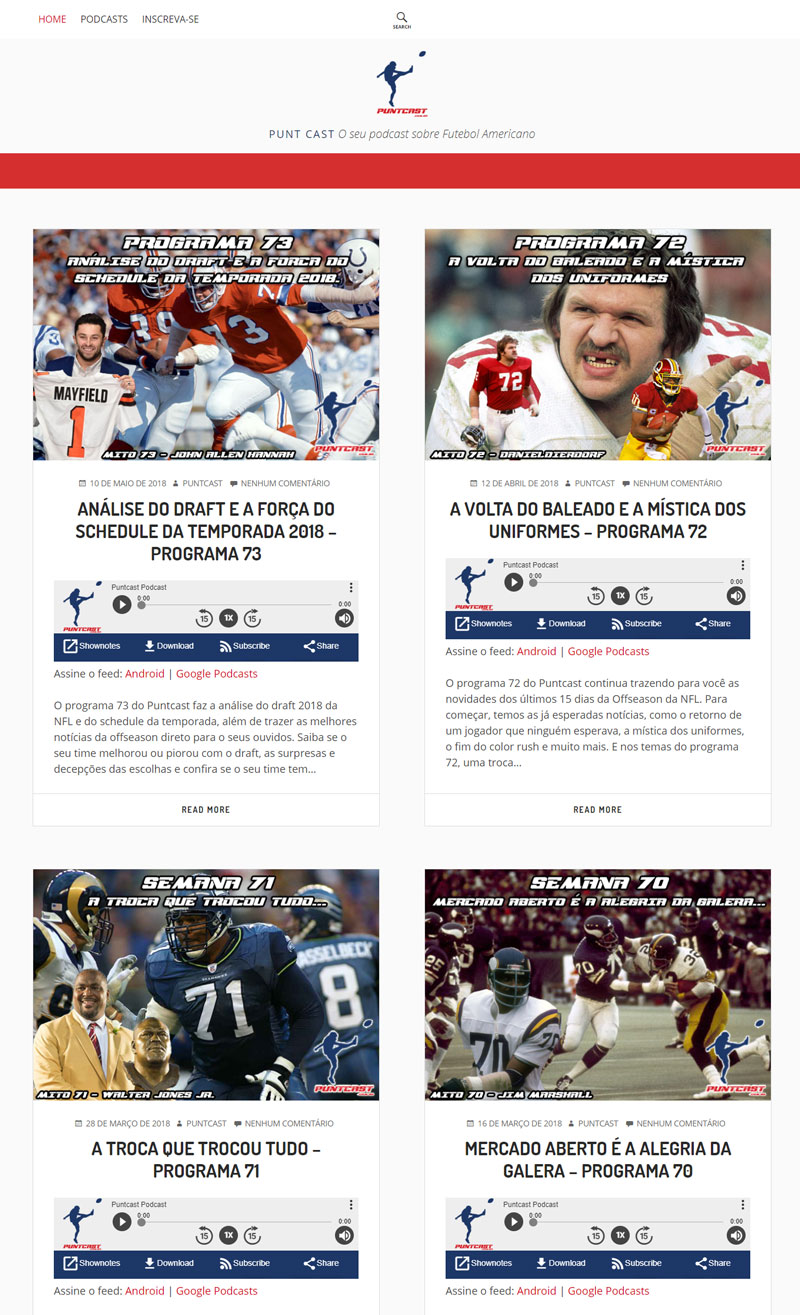 HOME PODCASTS INSCREVA-SE
SEARCH
PUNTCAST
PUNT CAST O seu podcast sobre Futebol Americano
PROGRAMA 73
ANÁLISE DO DRAFT E A FORÇA DO
SCHEDULE DA TEMPORADA 2018.
73
MAYFIELD
1
PUNTCAST
MITO 73 - JOHN ALLEN HANNAH
10 DE MAIO DE 2018 PUNTCAST NENHUM COMENTÁRIO
ANÁLISE DO DRAFT E A FORÇA DO
SCHEDULE DA TEMPORADA 2018 –
PROGRAMA 73
Puntcast Podcast
0:00
0:00
15 1X 15
PUNTCAST
Shownotes Download Subscribe Share
Assine o feed: Android | Google Podcasts
O programa 73 do Puntcast faz a análise do draft 2018 da
NFL e do schedule da temporada, além de trazer as melhores
notícias da offseason direto para o seus ouvidos. Saiba se o
seu time melhorou ou piorou com o draft, as surpresas e
decepções das escolhas e confira se o seu time tem...
READ MORE
PROGRAMA 72
A VOLTA DO BALEADO E A MÍSTICA
DOS UNIFORMES
72
PUNTCAST
MITO 72 - DANIELDIERDORF
12 DE ABRIL DE 2018 PUNTCAST NENHUM COMENTÁRIO
A VOLTA DO BALEADO E A MÍSTICA DOS
UNIFORMES – PROGRAMA 72
Puntcast Podcast
0:00
0:00
15 1X 15
PUNTCAST
Shownotes Download Subscribe Share
Assine o feed: Android | Google Podcasts
O programa 72 do Puntcast continua trazendo para você as
novidades dos últimos 15 dias da Offseason da NFL. Para
começar, temos as já esperadas notícias, como o retorno de
um jogador que ninguém esperava, a mística dos uniformes,
o fim do color rush e muito mais. E nos temas do programa
72, uma troca...
READ MORE
SEMANA 71
A TROCA QUE TROCOU TUDO...
ASSELBECK
71
8
PUNTCAST
MITO 71 - WALTER JONES JR.
28 DE MARÇO DE 2018 PUNTCAST NENHUM COMENTÁRIO
A TROCA QUE TROCOU TUDO –
PROGRAMA 71
Puntcast Podcast
0:00
0:00
15 1X 15
PUNTCAST
Shownotes Download Subscribe Share
Assine o feed: Android | Google Podcasts
SEMANA 70
MERCADO ABERTO É A ALEGRIA DA GALERA...
70
70
PUNTCAST
MITO 70 - JIM MARSHALL
16 DE MARÇO DE 2018 PUNTCAST NENHUM COMENTÁRIO
MERCADO ABERTO É A ALEGRIA DA
GALERA – PROGRAMA 70
Puntcast Podcast
0:00
0:00
15 1X 15
PUNTCAST
Shownotes Download Subscribe Share
Assine o feed: Android | Google Podcasts